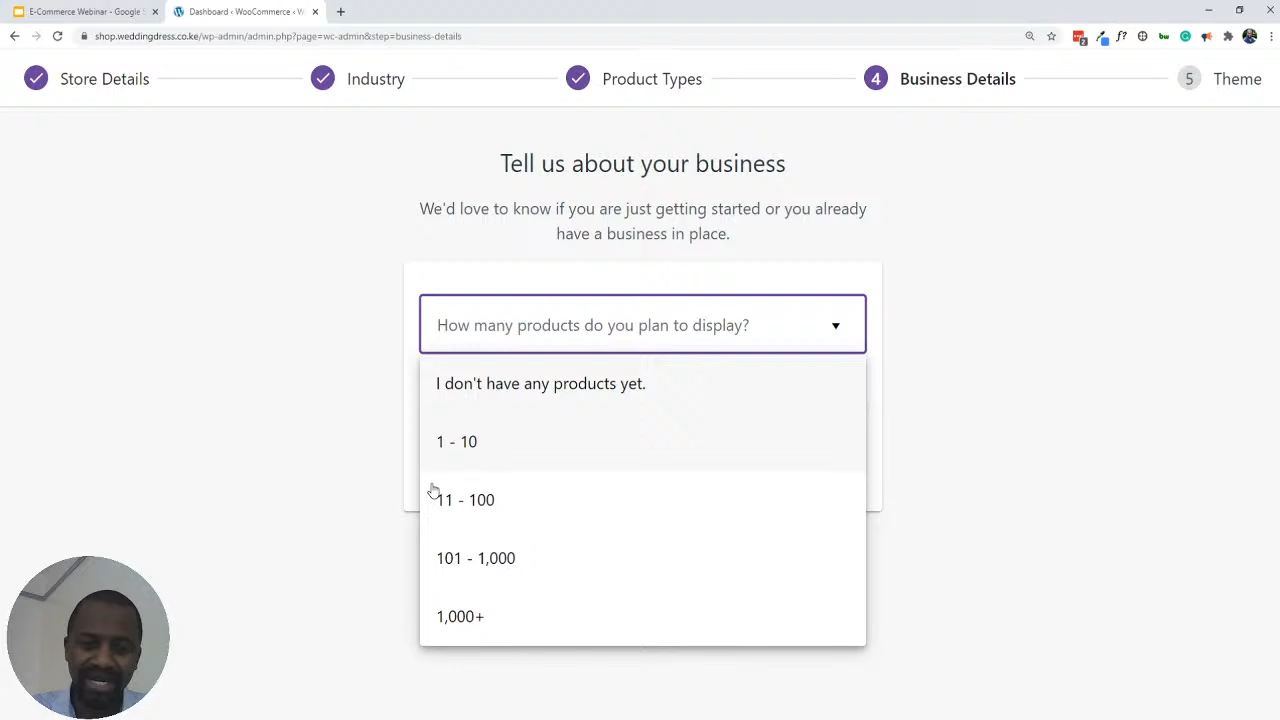 E-Commerce Webinar - Google S
Dashboard ‹ WooCommerce ‹ W
shop.weddingdress.co.ke/wp-admin/admin.php?page=wc-admin&step=business-details
2
f?
bw
Store Details
Industry
Product Types
4 Business Details
5 Theme
Tell us about your business
We'd love to know if you are just getting started or you already
have a business in place.
How many products do you plan to display?
I don't have any products yet.
1 - 10
11 - 100
101 - 1,000
1,000+